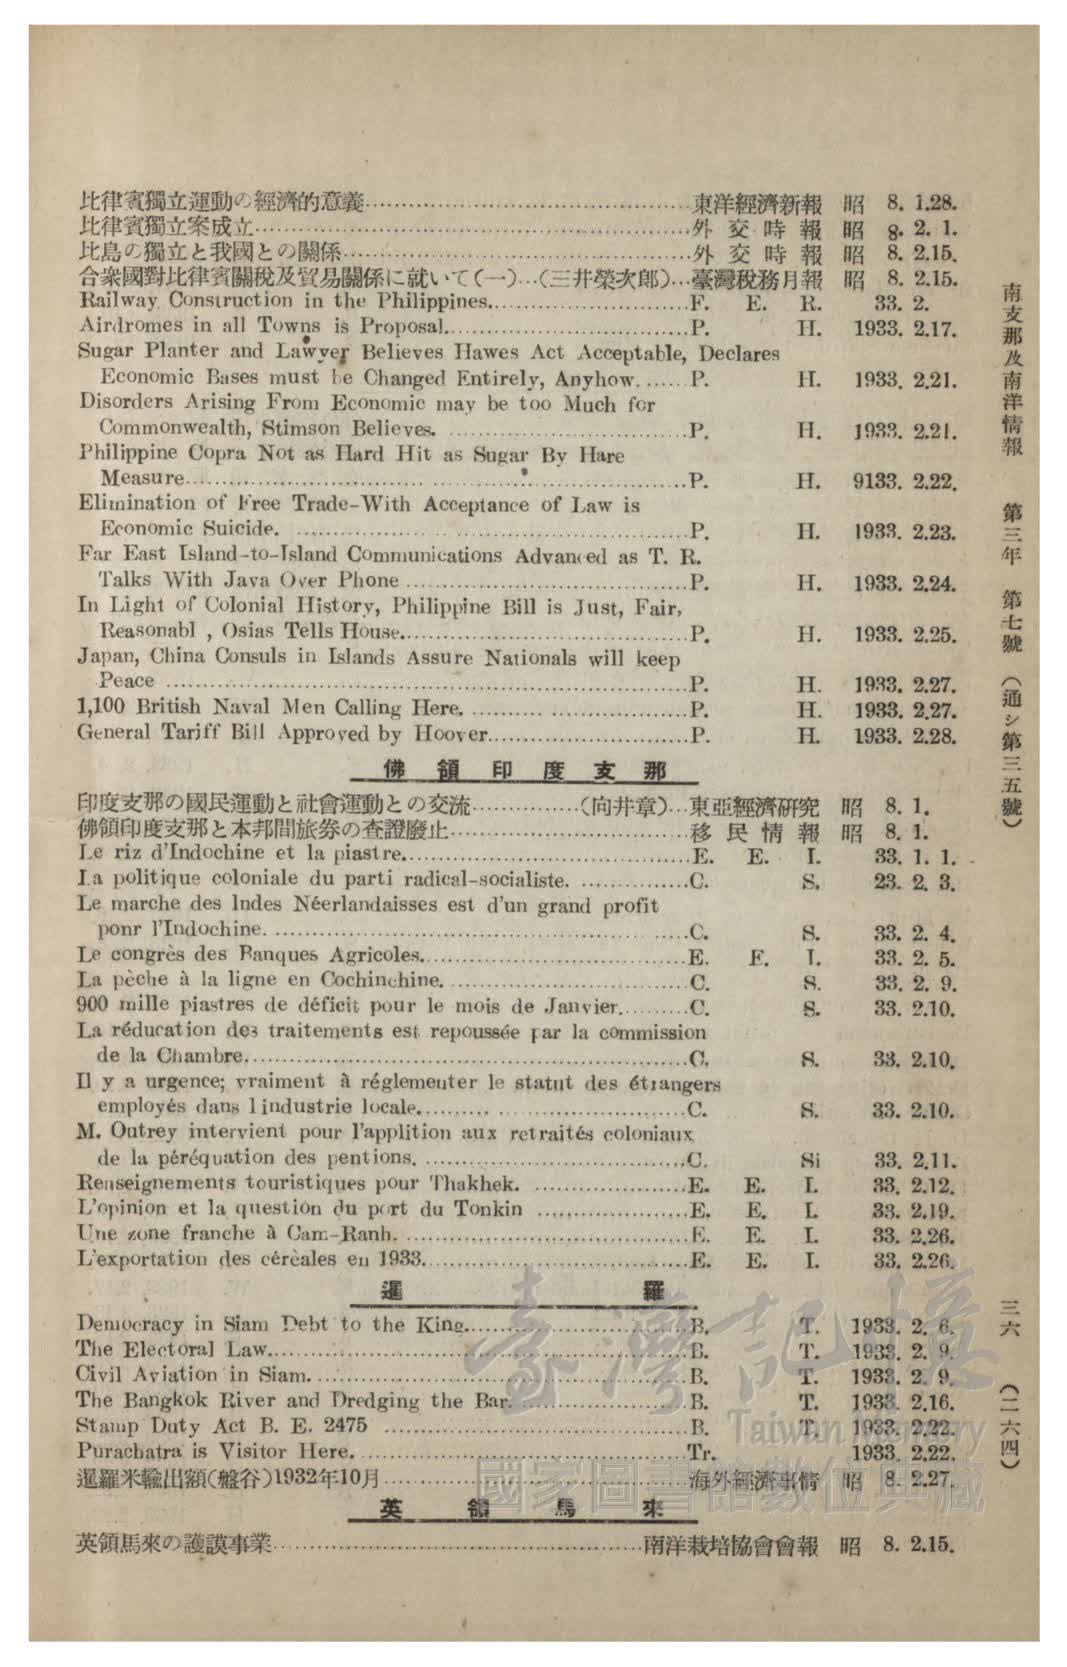 比律賓獨立運動の經濟的意義……東洋經濟新報 昭 8. 1.28.
比律賓獨立案成立……外交時報 昭 8. 2. 1.
比島の獨立と我國との關係……外交時報 昭 8. 2.15.
合衆國對比律賓關稅及貿易關係に就いて(一)…(三井榮次郎)…臺灣稅務月報 昭 8. 2.15.
Railway Construction in the Philippines……F. E. R. 33. 2.
Airdromes in all Towns is Proposal……P. H. 1933. 2.17.
Sugar Planter and Lawyer Believes Hawes Act Acceptable, Declares
Economic Bases must be Changed Entirely, Anyhow.……P. H. 1933. 2.21.
Disorders Arising From Economic may be too Much for
Commonwealth, Stimson Believes. ……P. H. 1933. 2.21.
Philippine Copra Not as Hard Hit as Sugar By Hare
Measure……P. H. 9133. 2.22.
Elimination of Free Trade-With Acceptance of Law is
Economic Suicide. ……P. H. 1933. 2.23.
Far East Island-to-Island Communications Advanced as T. R.
Talks With Java Over Phone ……P. H. 1933. 2.24.
In Light of Colonial History, Philippine Bill is Just, Fair,
Reasonabl , Osias Tells House……P. H. 1933. 2.25.
Japan, China Consuls in Islands Assure Nationals will keep
Peace ……P. H. 1933. 2.27.
1,100 British Naval Men Calling Here. ……P. H. 1933. 2.27.
General Tariff Bill Approved by Hoover……P. H. 1933. 2.28.
佛領印度支那
印度支那の國民運動と社會運動との交流……(向井章)…東亞經濟硏究 昭 8. 1.
佛領印度支那と本邦間旅劵の査證廢止……移民情報 昭 8. 1.
Le riz d'Indochine et la piastre……E. E. I. 33. 1. 1.
La politique coloniale du parti radical-socialiste. ……C. S. 23. 2. 3.
Le marche des Indes Néerlandaisses est d'un grand profit
ponr l'Indochine. ……C. S. 33. 2. 4.
Le congrès des Banques Agricoles……E. E. I. 33. 2. 5.
La pèche à la ligne en Cochinchine. ……C. S. 33. 2. 9.
900 mille piastres de déficit pour le mois de Janvier……C. S. 33. 2.10.
La réducation des traitements est repoussée par la commission
de la Chambre……C. S. 33. 2.10.
Il y a urgence; vraiment à réglementer le statut des étrangers
employés dans l industrie locale……C. S. 33. 2.10.
M. Outrey intervient pour l'applition aux retraités coloniaux
de la péréquation des pentions. ……C. Si 33. 2.11.
Renseignements touristiques pour Thakhek. ……E. E. I. 33. 2.12.
L'opinion et la question du port du Tonkin ……E. E. I. 33. 2.19.
Une zone franche à Cam-Ranh. ……E. E. I. 33. 2.26.
L'exportation des céréales en 1933……E. E. I. 33. 2.26.
暹羅
Democracy in Siam Debt to the King……B. T. 1933. 2. 6.
The Electoral Law……B. T. 1933. 2. 9.
Civil Aviation in Siam. ……B. T. 1933. 2. 9.
The Bangkok River and Dredging the Bar. ……B. T. 1933. 2.16.
Stamp Duty Act B. E. 2475 ……B. T. 1933. 2.22.
Purachatra is Visitor Here. ……Tr. 1933. 2.22.
暹羅米輸出額(盤谷)1932年10月……海外經濟事情 昭 8. 2.27.
英領馬來
英領馬來の護謨事業……南洋栽培協會會報 昭 8. 2.15.
南支那及南洋情報 第三年 第七號 (通シ第三五號)
三六 (二六四)
臺灣記憶
Taiwan Memory
國家圖書館數位典藏